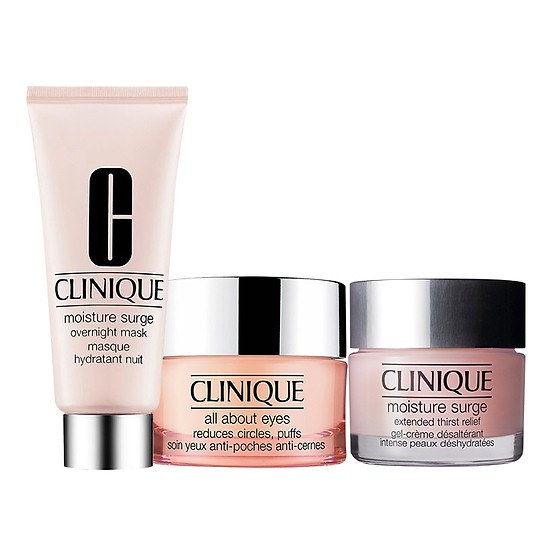 C
CLINIQUE
moisture surge
overnight mask
masque
hydratant nuit
CLINIQUE
all about eyes
reduces circles, puffs
soin yeux anti-poches anti-cernes
CLINIQUE
moisture surge
extended thirst relief
gel-crème désaltérant
intense peaux déshydratées